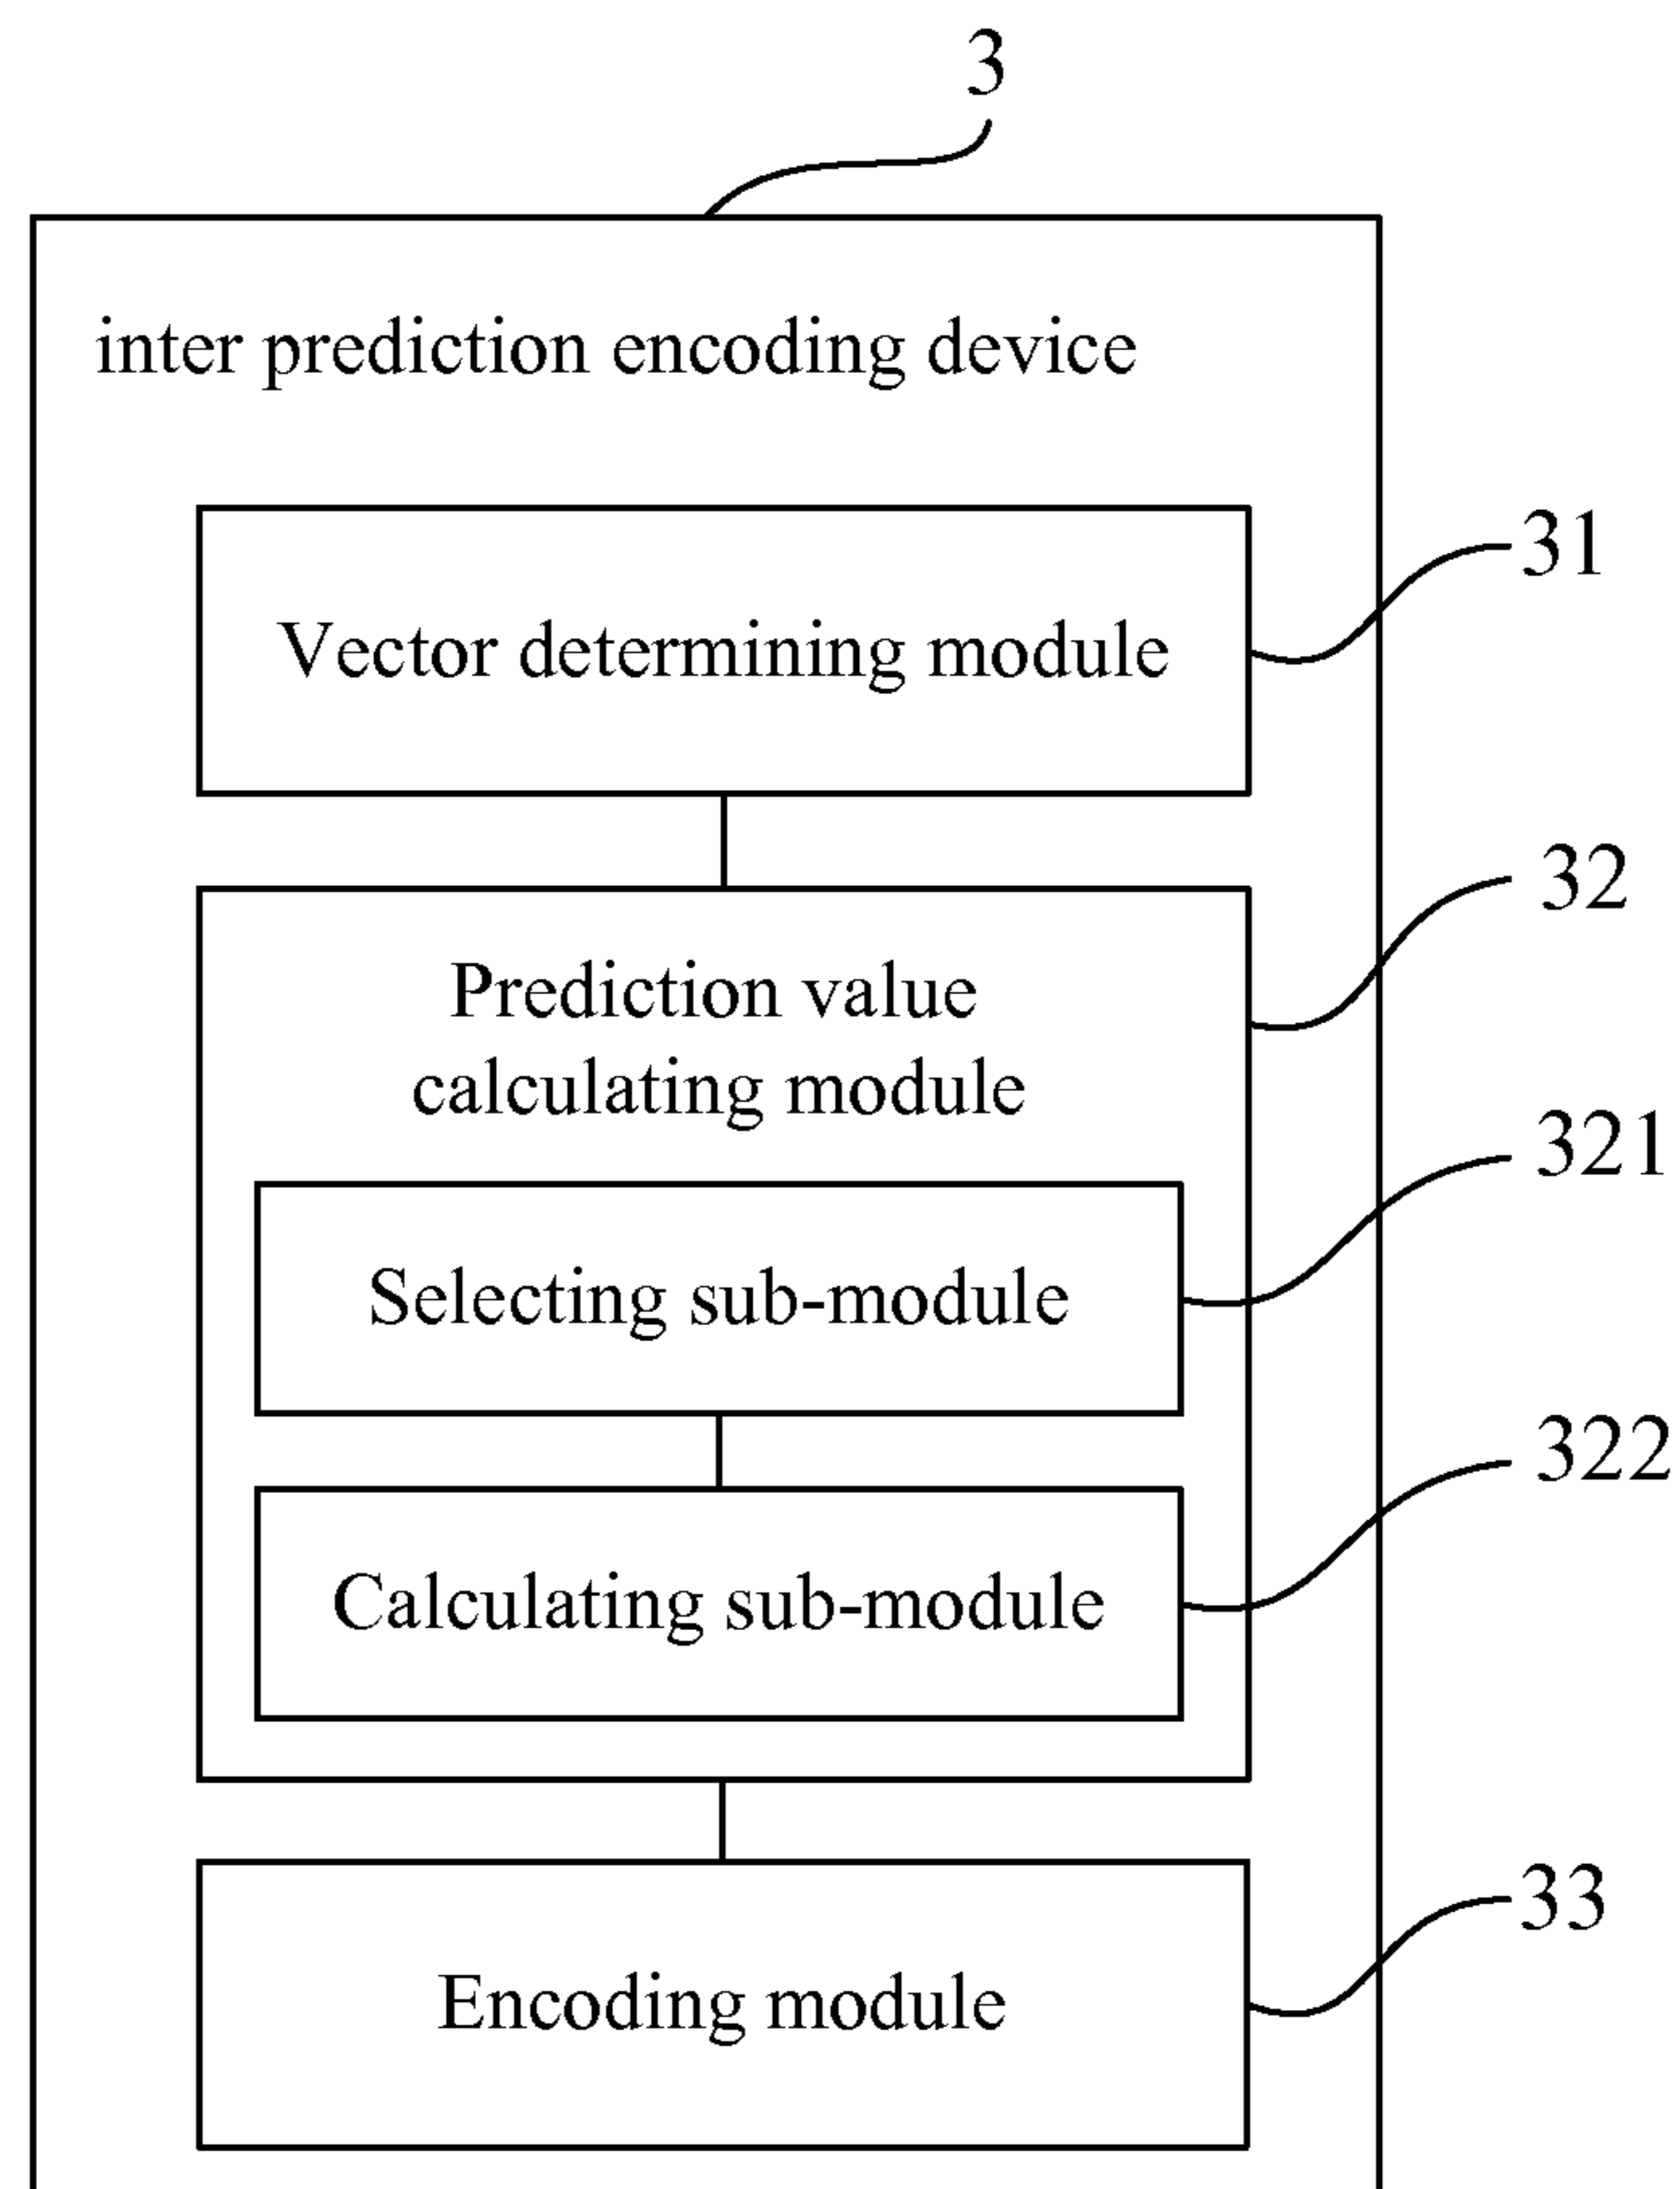 3
inter prediction encoding device
31
Vector determining module
32
Prediction value
calculating module
321
Selecting sub-module
322
Calculating sub-module
33
Encoding module